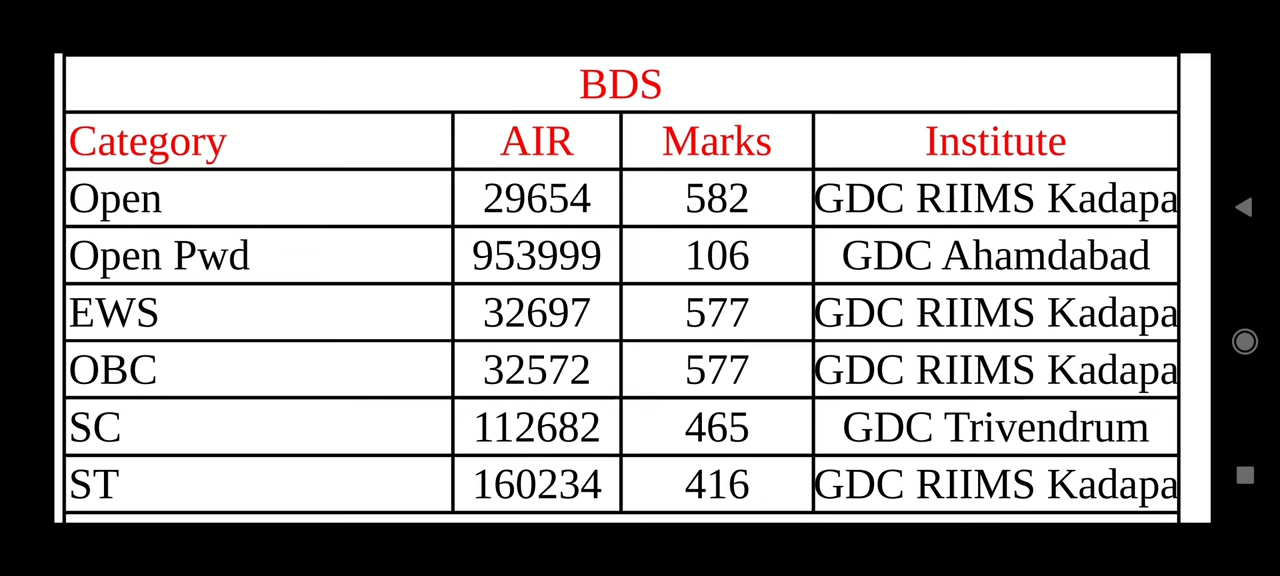 BDS
Category AIR Marks Institute
Open 29654 582 GDC RIIMS Kadapa
Open Pwd 953999 106 GDC Ahamdabad
EWS 32697 577 GDC RIIMS Kadapa
OBC 32572 577 GDC RIIMS Kadapa
SC 112682 465 GDC Trivendrum
ST 160234 416 GDC RIIMS Kadapa